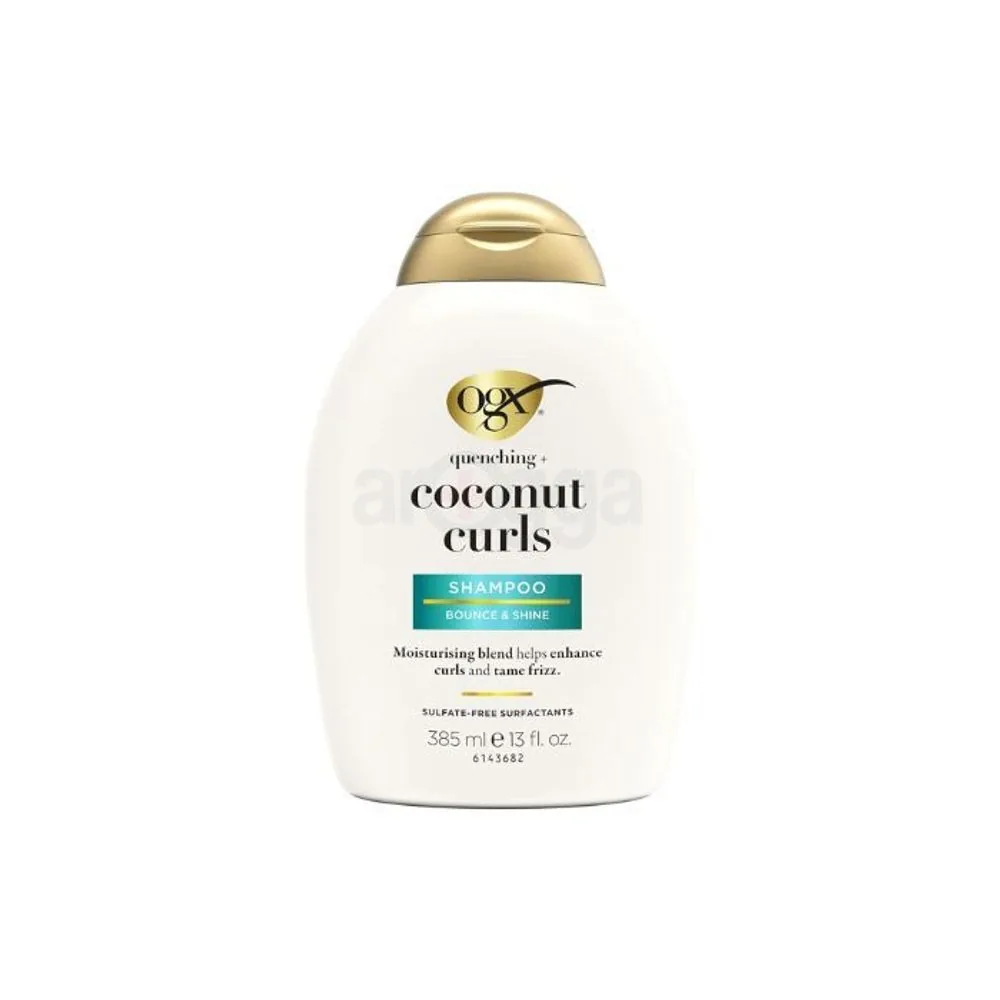 ogx
quenching +
coconut
curls
SHAMPOO
BOUNCE & SHINE
Moisturising blend helps enhance
curls and tame frizz.
SULFATE-FREE SURFACTANTS
385 ml ℮ 13 fl. oz.
6143682